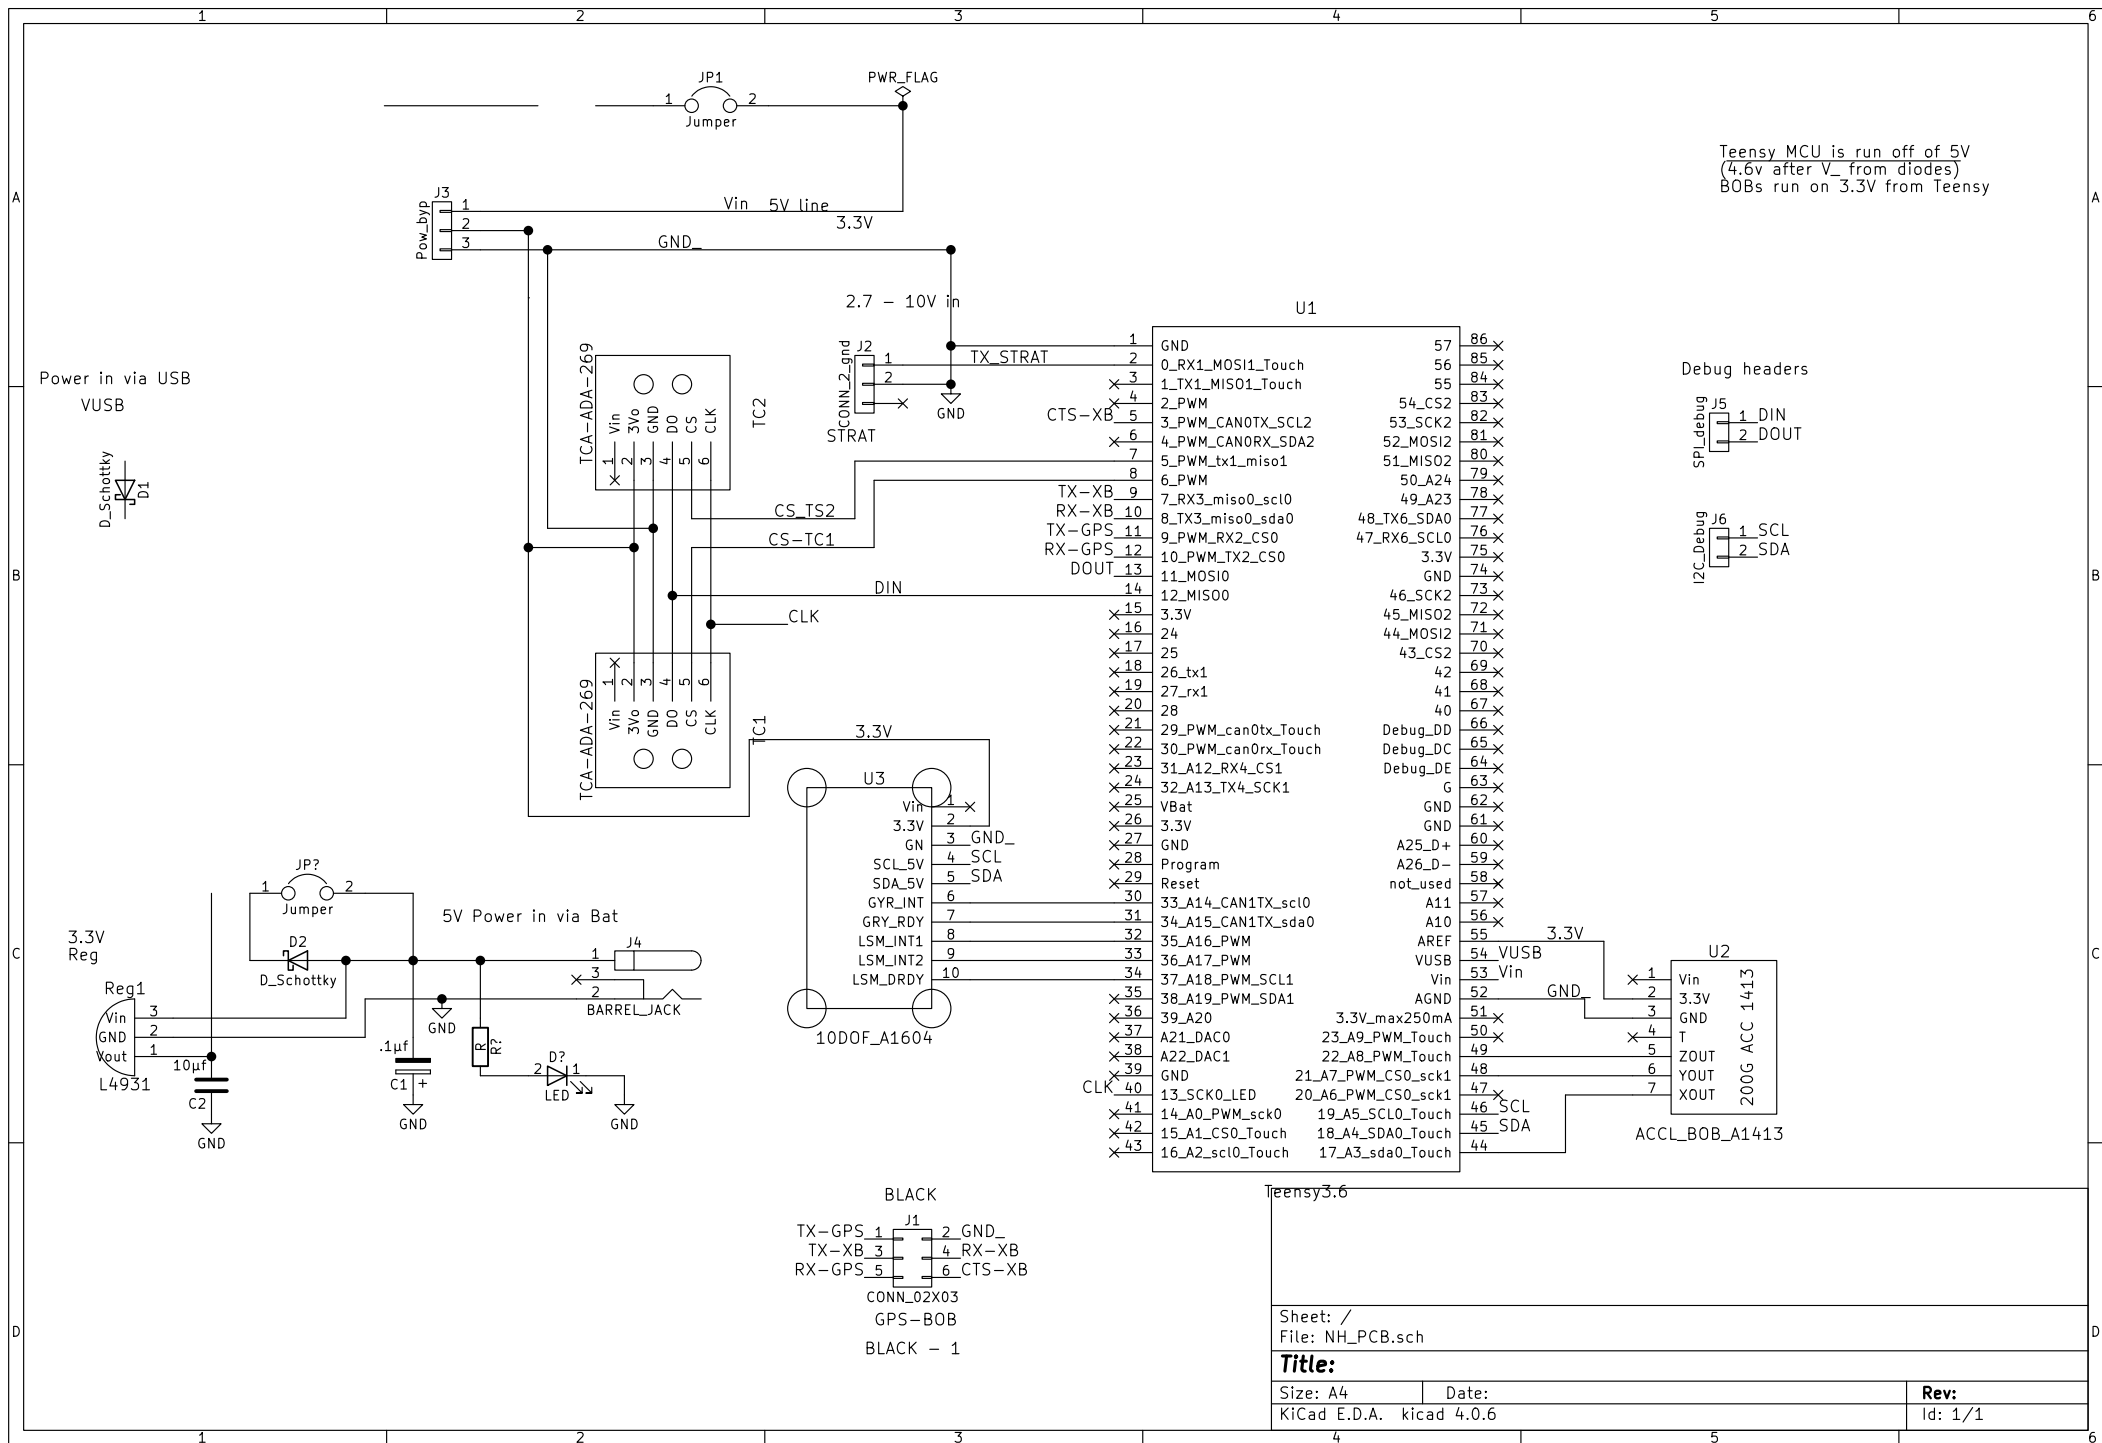 1 2 3 4 5 6
JP1
1 2
Jumper
PWR_FLAG
Teensy MCU is run off of 5V
(4.6v after V_ from diodes)
BOBs run on 3.3V from Teensy
A A
J3
Pow_byp
1
2
3
Vin 5V line
3.3V
GND_
2.7 - 10V in
Power in via USB
VUSB
D_Schottky
D1
TCA-ADA-269
TC2
Vin 3Vo GND DO CS CLK
1 2 3 4 5 6
J2
CONN_2_gnd
1
2
STRAT
TX_STRAT
GND
CS_TS2
CS-TC1
DIN
CLK
1 2 3 4 5 6
Vin 3Vo GND DO CS CLK
TCA-ADA-269
TC1
3.3V
U1
1 GND
2 0_RX1_MOSI1_Touch
3 1_TX1_MISO1_Touch
4 2_PWM
CTS-XB 5 3_PWM_CAN0TX_SCL2
6 4_PWM_CAN0RX_SDA2
7 5_PWM_tx1_miso1
8 6_PWM
TX-XB 9 7_RX3_miso0_scl0
RX-XB 10 8_TX3_miso0_sda0
TX-GPS 11 9_PWM_RX2_CS0
RX-GPS 12 10_PWM_TX2_CS0
DOUT 13 11_MOSI0
14 12_MISO0
15 3.3V
16 24
17 25
18 26_tx1
19 27_rx1
20 28
21 29_PWM_can0tx_Touch
22 30_PWM_can0rx_Touch
23 31_A12_RX4_CS1
24 32_A13_TX4_SCK1
25 VBat
26 3.3V
27 GND
28 Program
29 Reset
30 33_A14_CAN1TX_scl0
31 34_A15_CAN1TX_sda0
32 35_A16_PWM
33 36_A17_PWM
34 37_A18_PWM_SCL1
35 38_A19_PWM_SDA1
36 39_A20
37 A21_DAC0
38 A22_DAC1
39 GND
CLK 40 13_SCK0_LED
41 14_A0_PWM_sck0
42 15_A1_CS0_Touch
43 16_A2_scl0_Touch
57 86
56 85
55 84
54_CS2 83
53_SCK2 82
52_MOSI2 81
51_MISO2 80
50_A24 79
49_A23 78
48_TX6_SDA0 77
47_RX6_SCL0 76
3.3V 75
GND 74
46_SCK2 73
45_MISO2 72
44_MOSI2 71
43_CS2 70
42 69
41 68
40 67
Debug_DD 66
Debug_DC 65
Debug_DE 64
G 63
GND 62
GND 61
A25_D+ 60
A26_D- 59
not_used 58
A11 57
A10 56
AREF 55 3.3V
VUSB 54 VUSB
Vin 53 Vin
AGND 52 GND_
3.3V_max250mA 51
23_A9_PWM_Touch 50
22_A8_PWM_Touch 49
21_A7_PWM_CS0_sck1 48
20_A6_PWM_CS0_sck1 47
19_A5_SCL0_Touch 46 SCL
18_A4_SDA0_Touch 45 SDA
17_A3_sda0_Touch 44
Teensy3.6
Debug headers
J5
SPI_debug
1 DIN
2 DOUT
J6
I2C_Debug
1 SCL
2 SDA
B B
U3
Vin 1
3.3V 2
GN 3 GND_
SCL_5V 4 SCL
SDA_5V 5 SDA
GYR_INT 6
GRY_RDY 7
LSM_INT1 8
LSM_INT2 9
LSM_DRDY 10
10DOF_A1604
U2
1 Vin
2 3.3V
3 GND
4 T
5 ZOUT
6 YOUT
7 XOUT
200G ACC 1413
ACCL_BOB_A1413
JP?
1 2
Jumper
5V Power in via Bat
3.3V
Reg
Reg1
Vin 3
GND 2
Vout 1
L4931
D2
D_Schottky
J4
1
3
2
BARREL_JACK
GND
10µf
C2
GND
.1µf
C1 +
GND
R
R?
D?
2 1
LED
GND
C C
BLACK
J1
TX-GPS 1 2 GND_
TX-XB 3 4 RX-XB
RX-GPS 5 6 CTS-XB
CONN_02X03
GPS-BOB
BLACK - 1
D D
Sheet: /
File: NH_PCB.sch
Title:
Size: A4 Date: Rev:
KiCad E.D.A. kicad 4.0.6 Id: 1/1
1 2 3 4 5 6